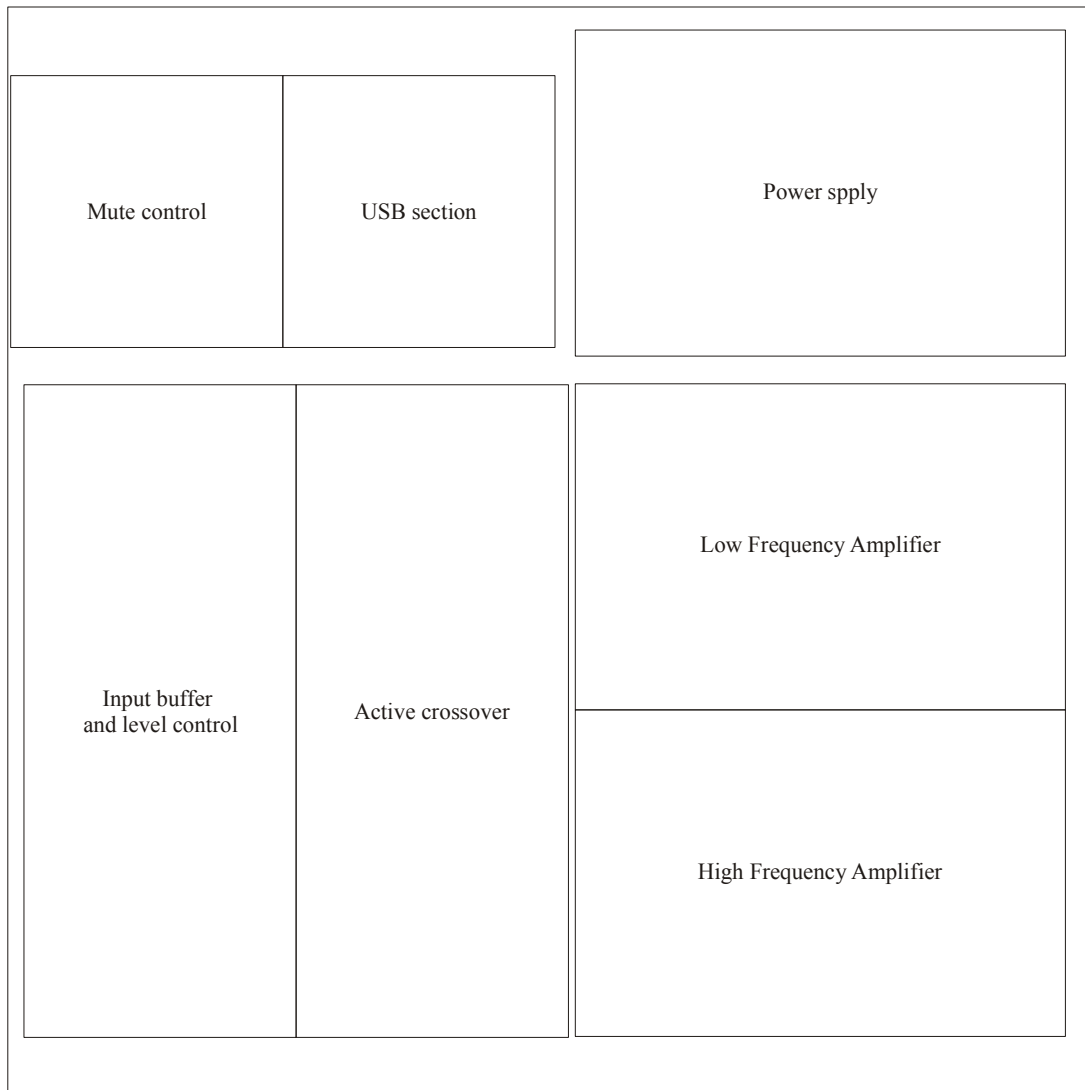 Mute control
USB section
Power spply
Input buffer
and level control
Active crossover
Low Frequency Amplifier
High Frequency Amplifier